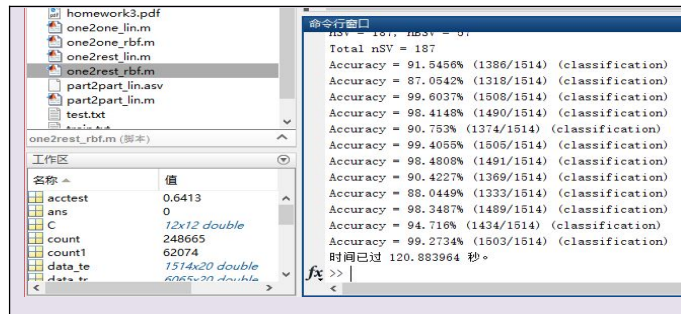 homework3.pdf
one2one_lin.m
one2one_rbf.m
one2rest_lin.m
one2rest_rbf.m
part2part_lin.asv
part2part_lin.m
test.txt
train.txt
one2rest_rbf.m (脚本)
工作区
名称 值
acctest 0.6413
ans 0
C 12x12 double
count 248665
count1 62074
data_te 1514x20 double
data_tr 6065x20 double
命令行窗口
nSV = 187, nBSV = 57
Total nSV = 187
Accuracy = 91.5456% (1386/1514) (classification)
Accuracy = 87.0542% (1318/1514) (classification)
Accuracy = 99.6037% (1508/1514) (classification)
Accuracy = 98.4148% (1490/1514) (classification)
Accuracy = 90.753% (1374/1514) (classification)
Accuracy = 99.4055% (1505/1514) (classification)
Accuracy = 98.4808% (1491/1514) (classification)
Accuracy = 90.4227% (1369/1514) (classification)
Accuracy = 88.0449% (1333/1514) (classification)
Accuracy = 98.3487% (1489/1514) (classification)
Accuracy = 94.716% (1434/1514) (classification)
Accuracy = 99.2734% (1503/1514) (classification)
时间已过 120.883964 秒。
fx >>